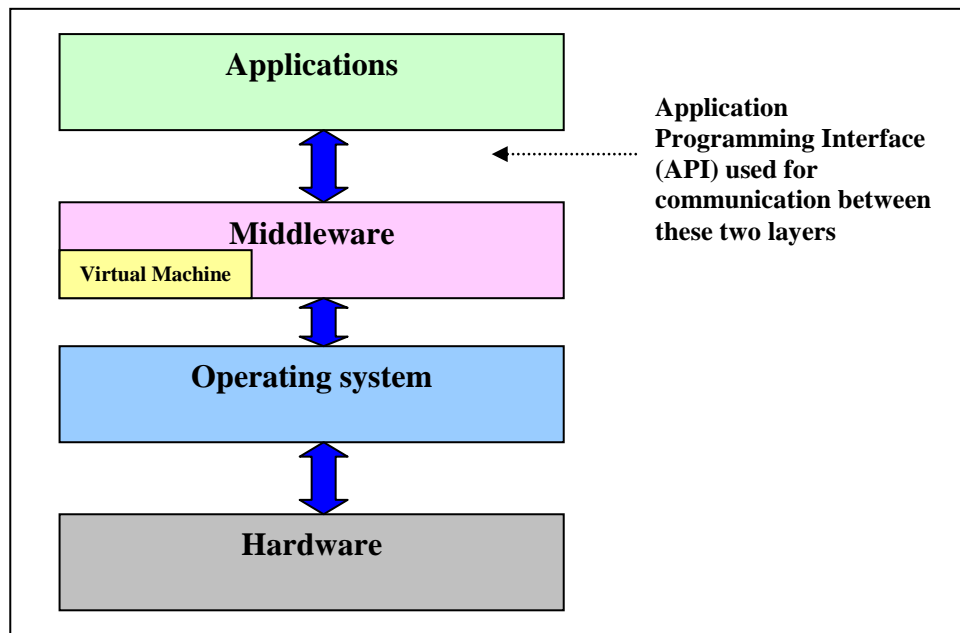 Applications
Application
Programming Interface
(API) used for
communication between
these two layers
Middleware
Virtual Machine
Operating system
Hardware